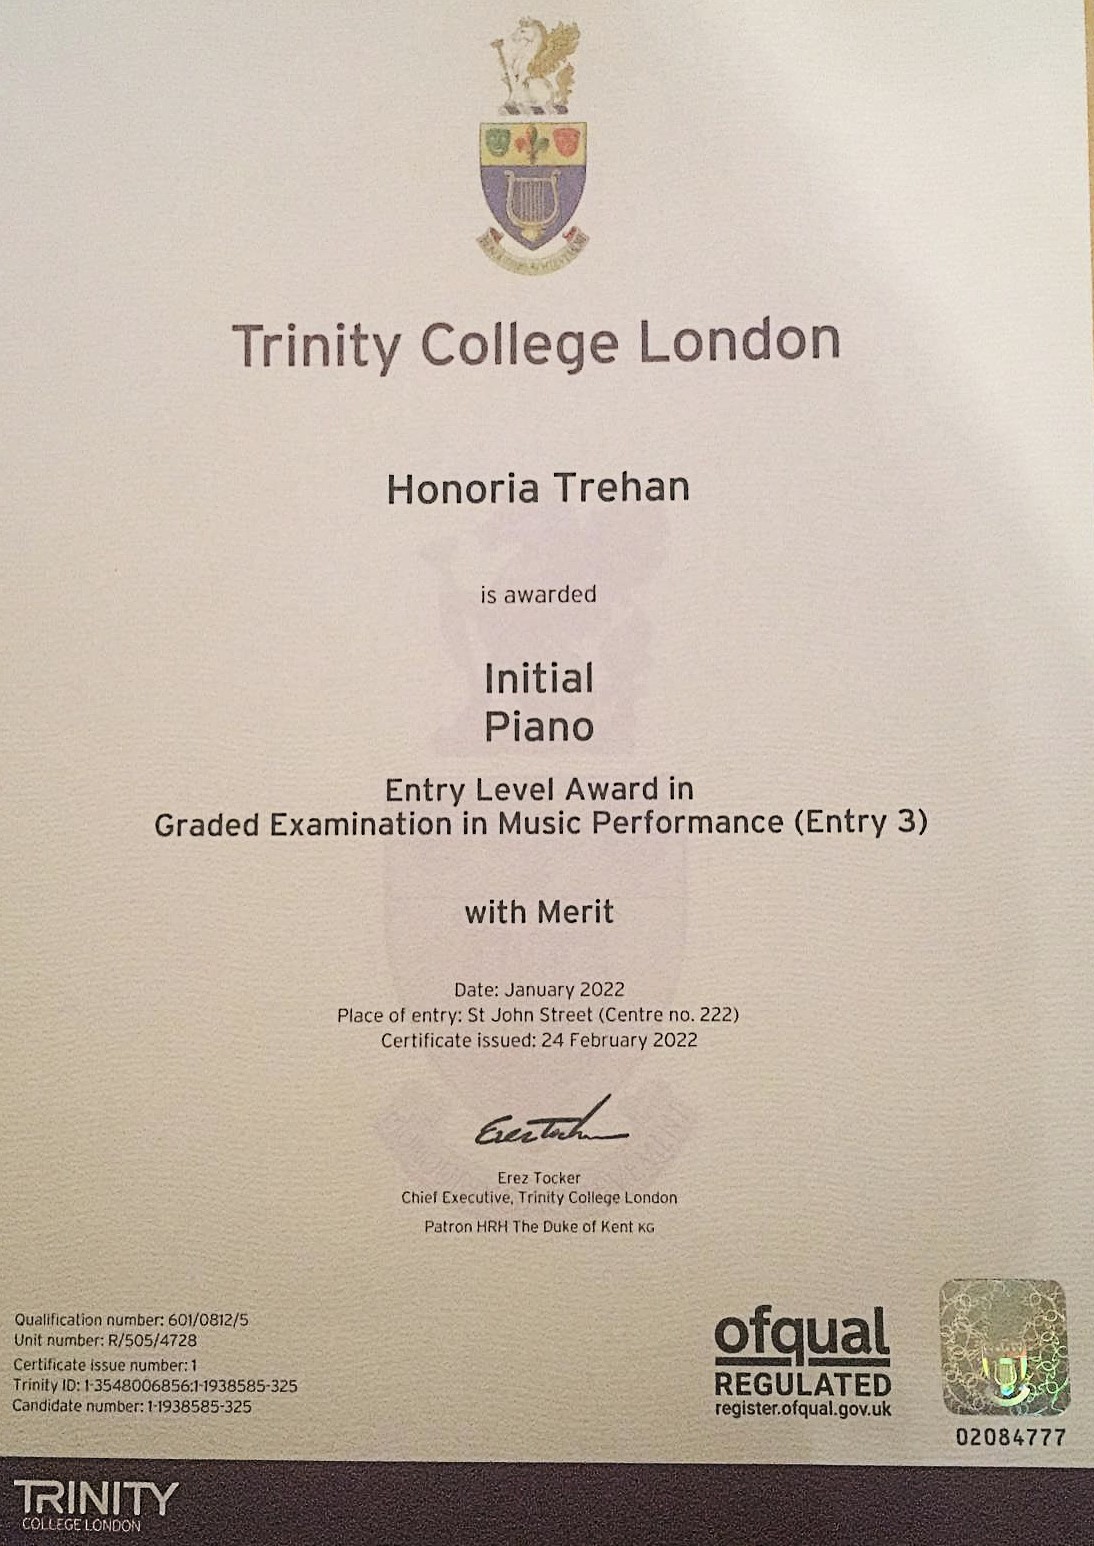 Trinity College London
Honoria Trehan
is awarded
Initial
Piano
Entry Level Award in
Graded Examination in Music Performance (Entry 3)
with Merit
Date: January 2022
Place of entry: St John Street (Centre no. 222)
Certificate issued: 24 February 2022
Erez Tocker
Chief Executive, Trinity College London
Patron HRH The Duke of Kent KG
Qualification number: 601/0812/5
Unit number: R/505/4728
Certificate issue number: 1
Trinity ID: 1-3548006856:1-1938585-325
Candidate number: 1-1938585-325
ofqual
REGULATED
register.ofqual.gov.uk
02084777
TRINITY
COLLEGE LONDON